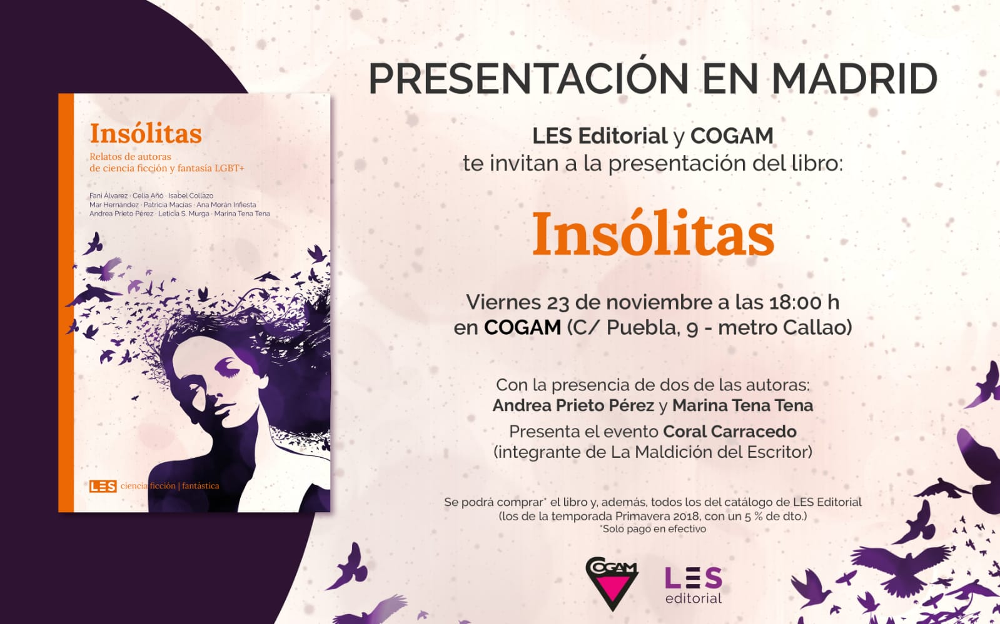 PRESENTACIÓN EN MADRID
LES Editorial y COGAM
te invitan a la presentación del libro:
Insólitas
Viernes 23 de noviembre a las 18:00 h
en COGAM (C/ Puebla, 9 - metro Callao)
Con la presencia de dos de las autoras:
Andrea Prieto Pérez y Marina Tena Tena
Presenta el evento Coral Carracedo
(integrante de La Maldición del Escritor)
Se podrá comprar* el libro y, además, todos los del catálogo de LES Editorial
(los de la temporada Primavera 2018, con un 5 % de dto.)
*Solo pago en efectivo
COGAM
LES
editorial
Insólitas
Relatos de autoras
de ciencia ficción y fantasía LGBT+
Fani Álvarez · Celia Añó · Isabel Collazo
Mar Hernández · Patricia Macías · Ana Morán Infiesta
Andrea Prieto Pérez · Leticia S. Murga · Marina Tena Tena
LES ciencia ficción | fantástica